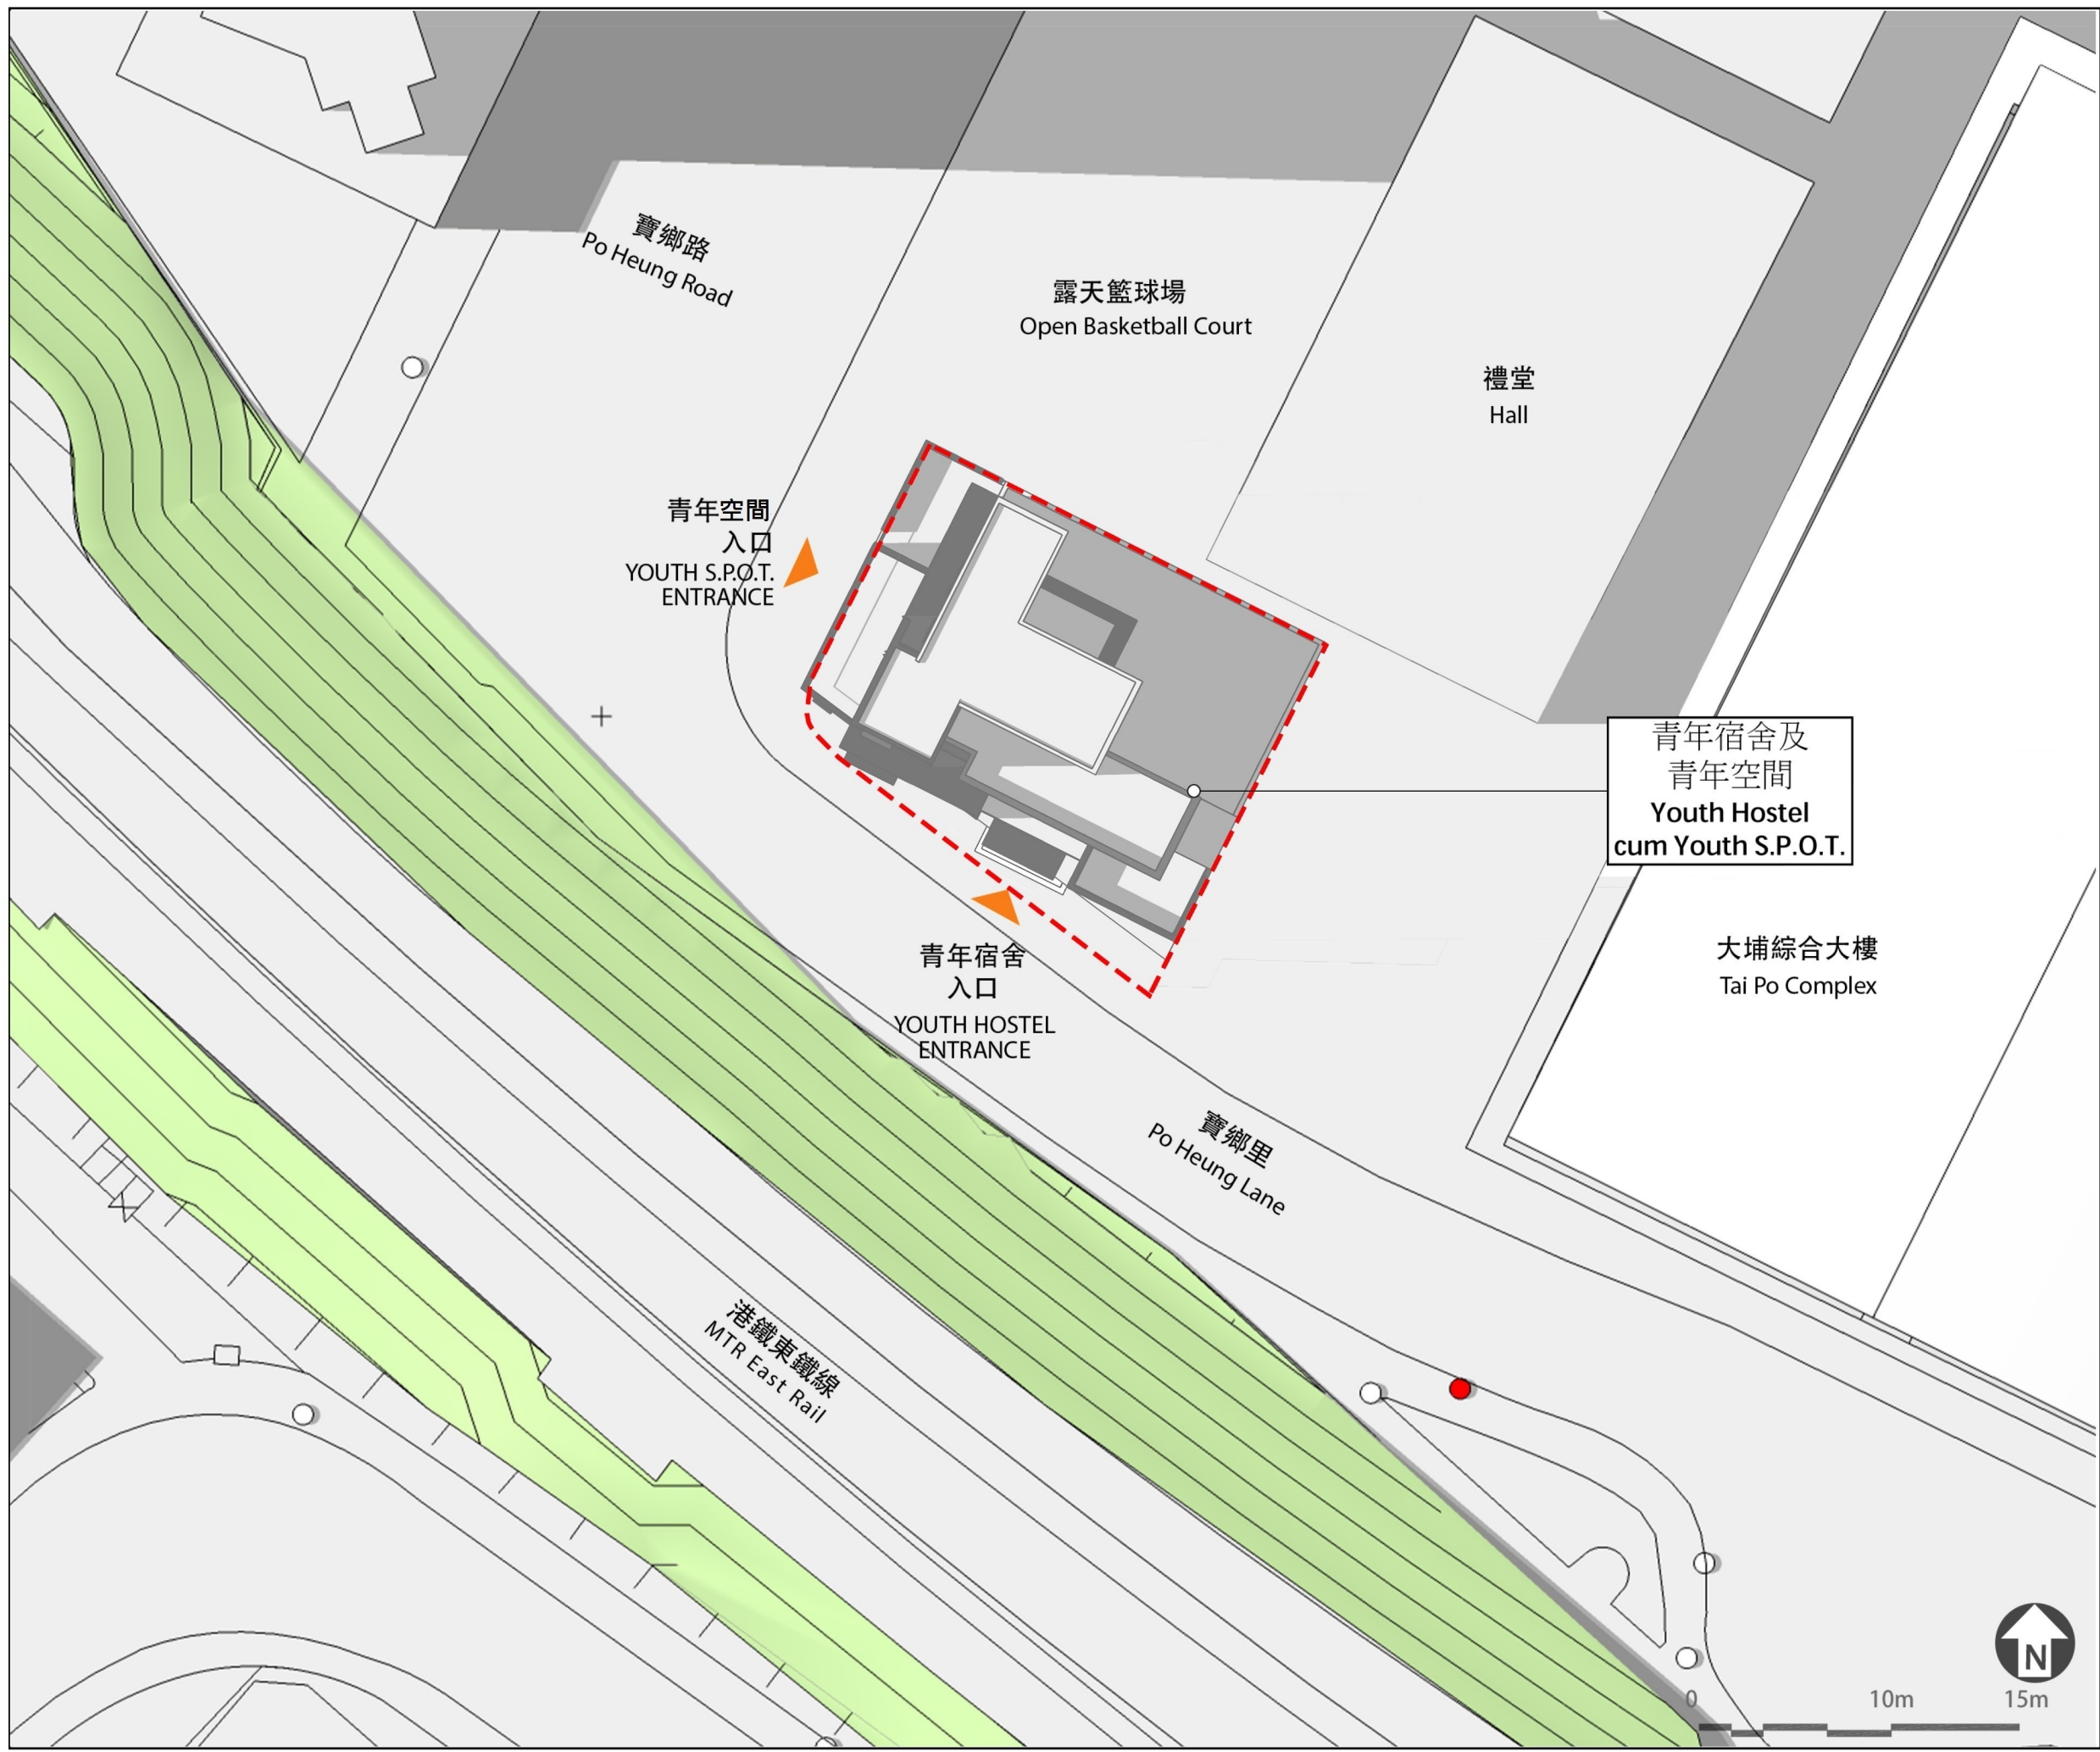 寶鄉路
Po Heung Road
露天籃球場
Open Basketball Court
禮堂
Hall
青年空間
入口
YOUTH S.P.O.T.
ENTRANCE
青年宿舍及
青年空間
Youth Hostel
cum Youth S.P.O.T.
大埔綜合大樓
Tai Po Complex
青年宿舍
入口
YOUTH HOSTEL
ENTRANCE
寶鄉里
Po Heung Lane
港鐵東鐵線
MTR East Rail
N
0 10m 15m